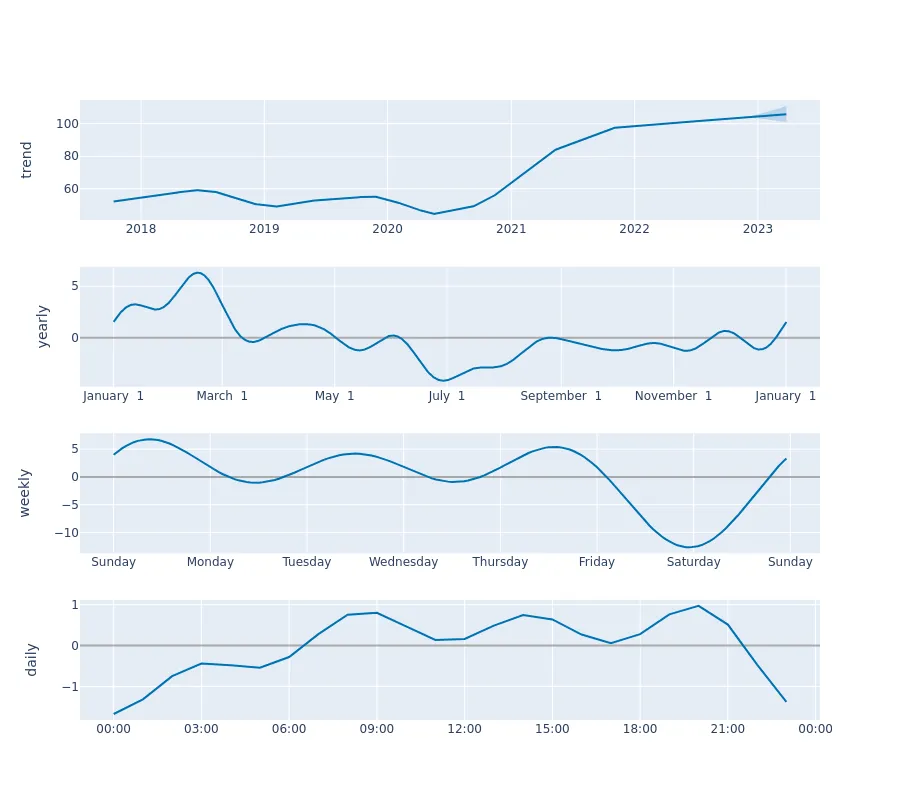 trend
100
80
60
2018 2019 2020 2021 2022 2023
yearly
5
0
January 1 March 1 May 1 July 1 September 1 November 1 January 1
weekly
5
0
−5
−10
Sunday Monday Tuesday Wednesday Thursday Friday Saturday Sunday
daily
1
0
−1
00:00 03:00 06:00 09:00 12:00 15:00 18:00 21:00 00:00